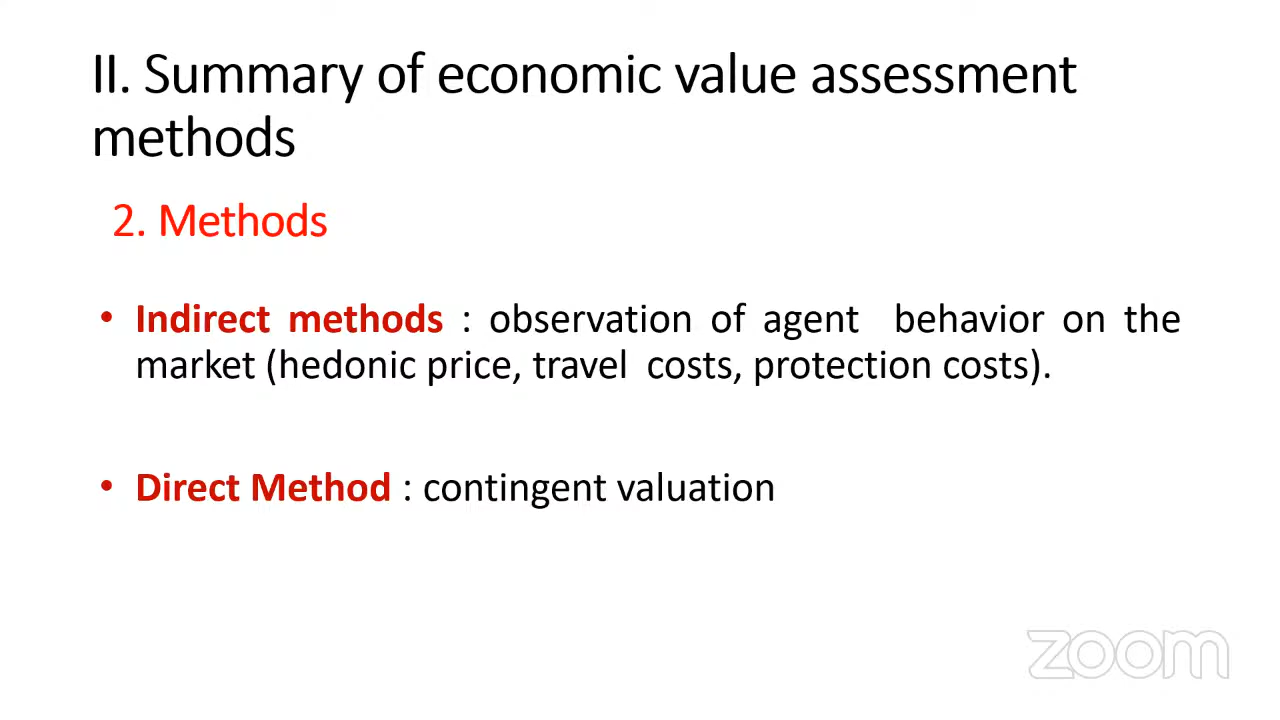 II. Summary of economic value assessment
methods
2. Methods
• Indirect methods : observation of agent behavior on the
market (hedonic price, travel costs, protection costs).
• Direct Method : contingent valuation
zoom